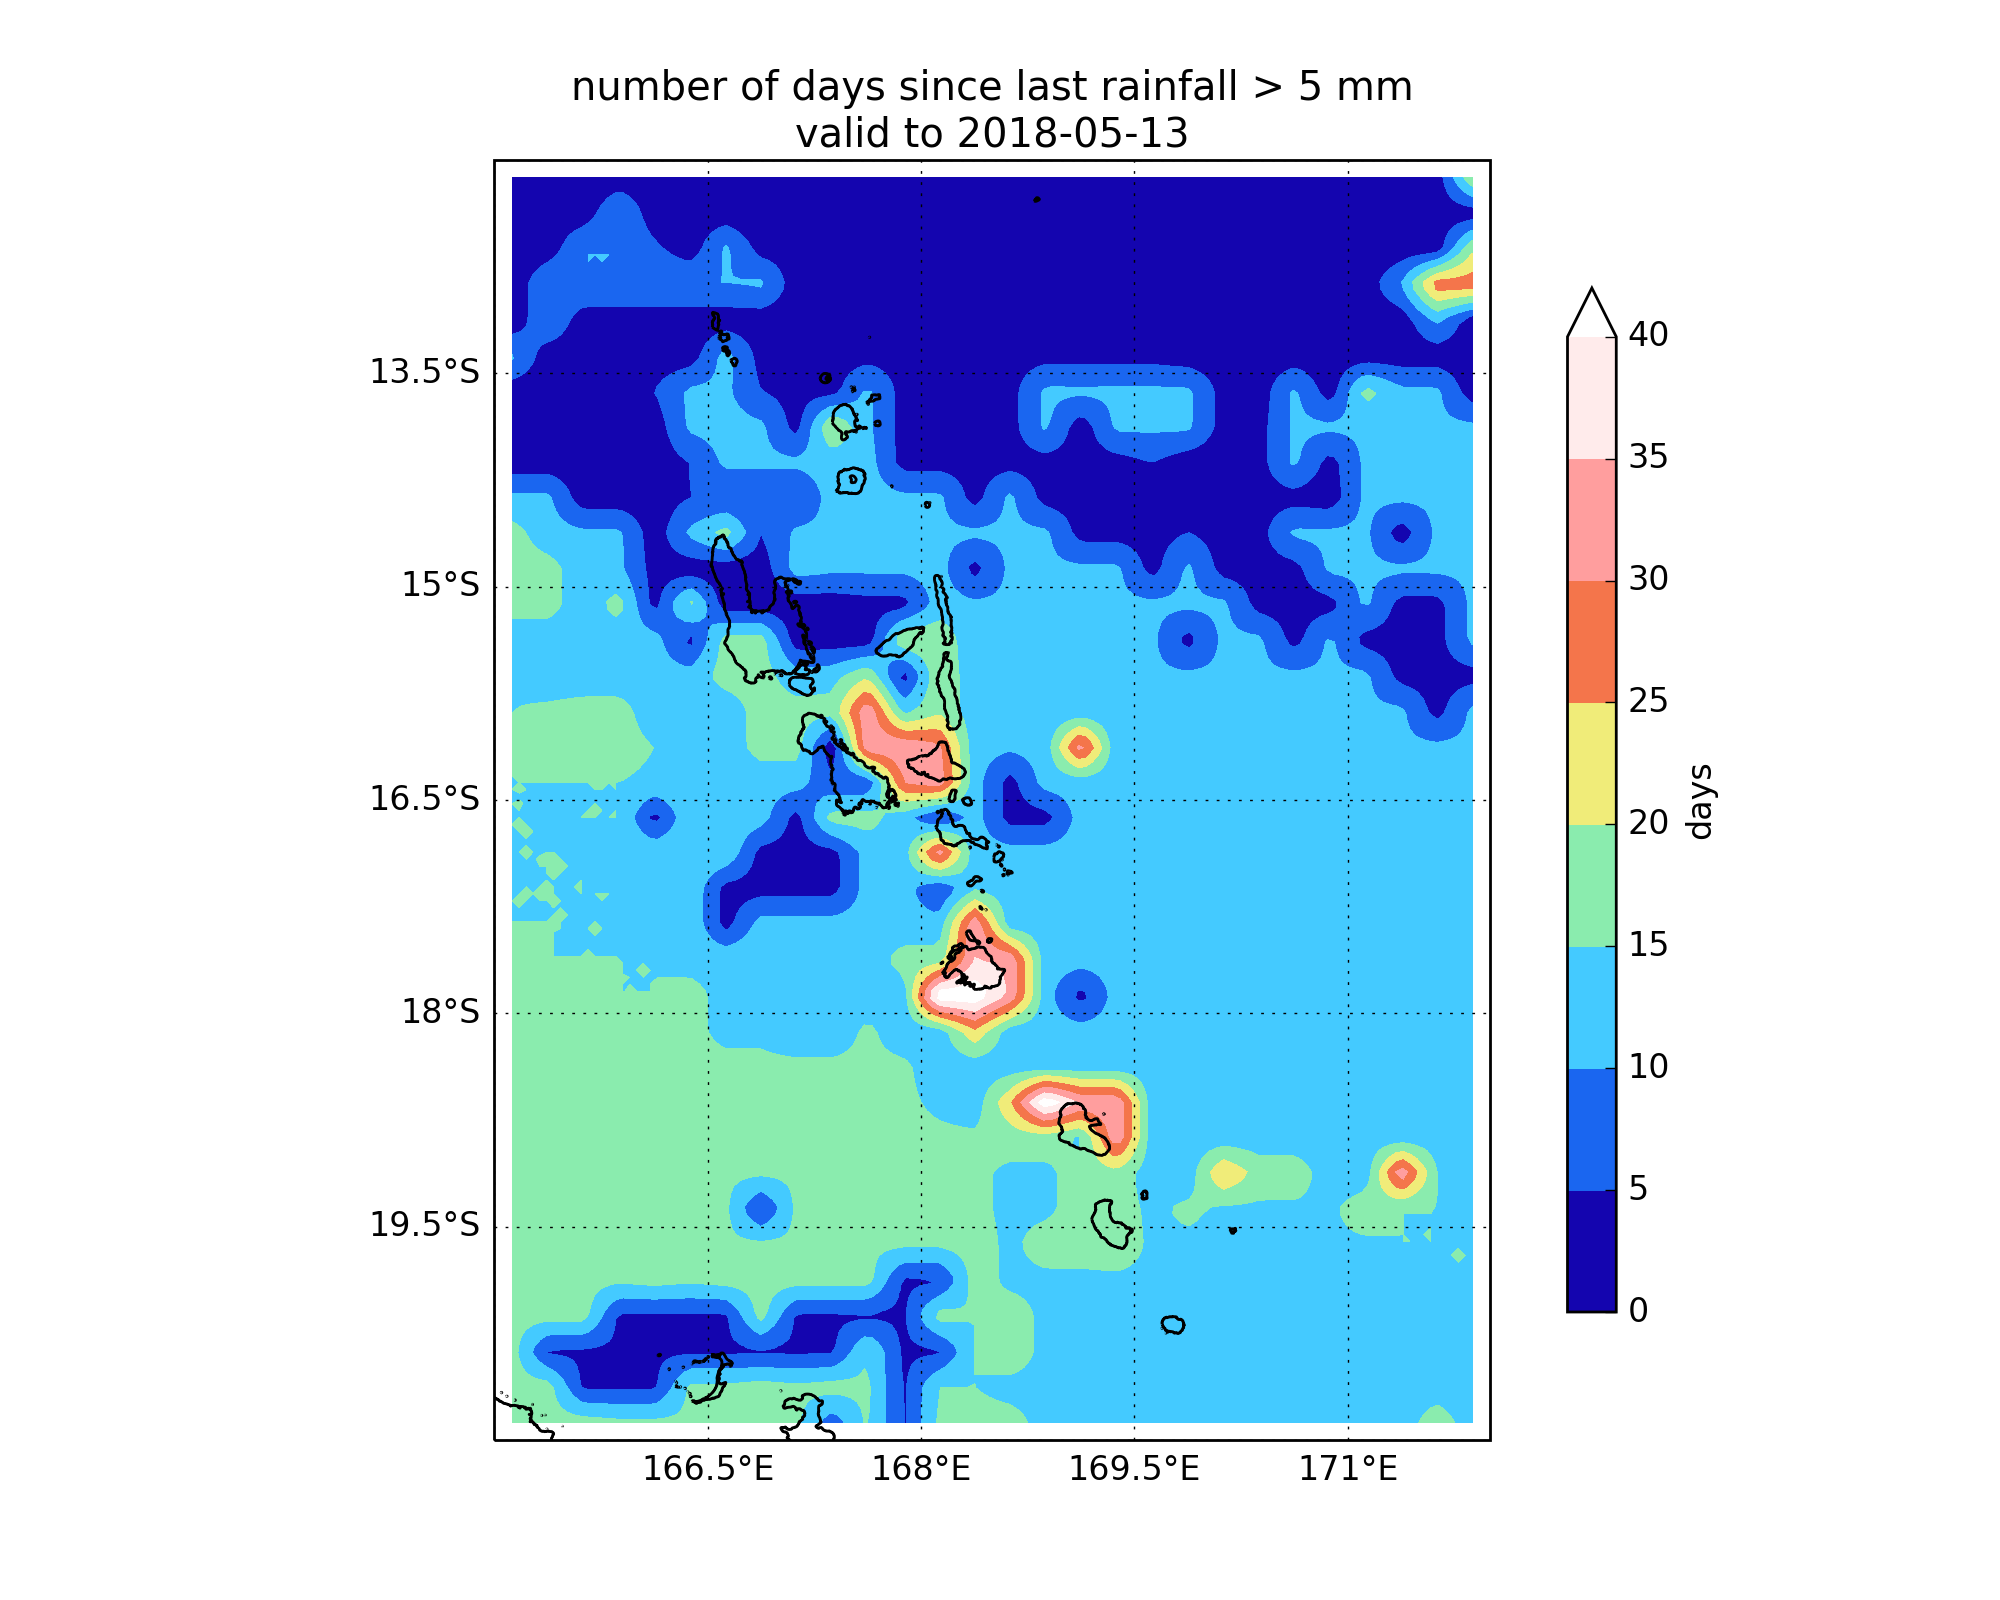 number of days since last rainfall > 5 mm
valid to 2018-05-13
13.5°S
15°S
16.5°S
18°S
19.5°S
166.5°E
168°E
169.5°E
171°E
40
35
30
25
20
15
10
5
0
days